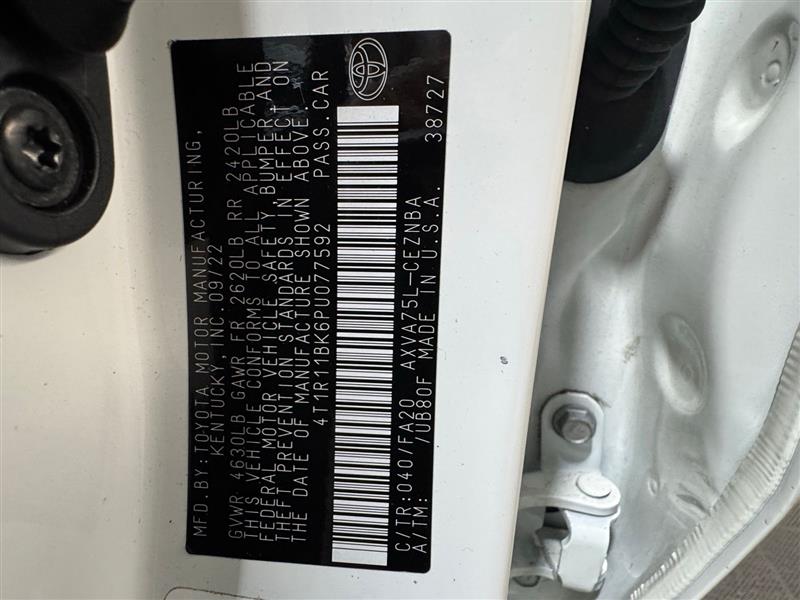 MFD.BY:TOYOTA MOTOR MANUFACTURING,
KENTUCKY, INC. 09/22
GVWR 4630LB GAWR FR 2620LB RR 2420LB
THIS VEHICLE CONFORMS TO ALL APPLICABLE
FEDERAL MOTOR VEHICLE SAFETY, BUMPER,AND
THEFT PREVENTION STANDARDS IN EFFECT ON
THE DATE OF MANUFACTURE SHOWN ABOVE.
4T1R11BK6PU077592 PASS.CAR
C/TR:040/FA20 AXVA75L-CEZNBA
A/TM: /UB80F MADE IN U.S.A. 38727